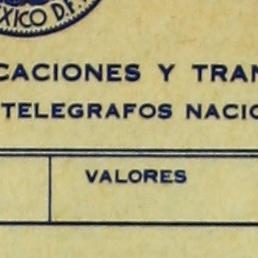 XICO D.F.
CACIONES Y TRAN
TELEGRAFOS NACIO
VALORES